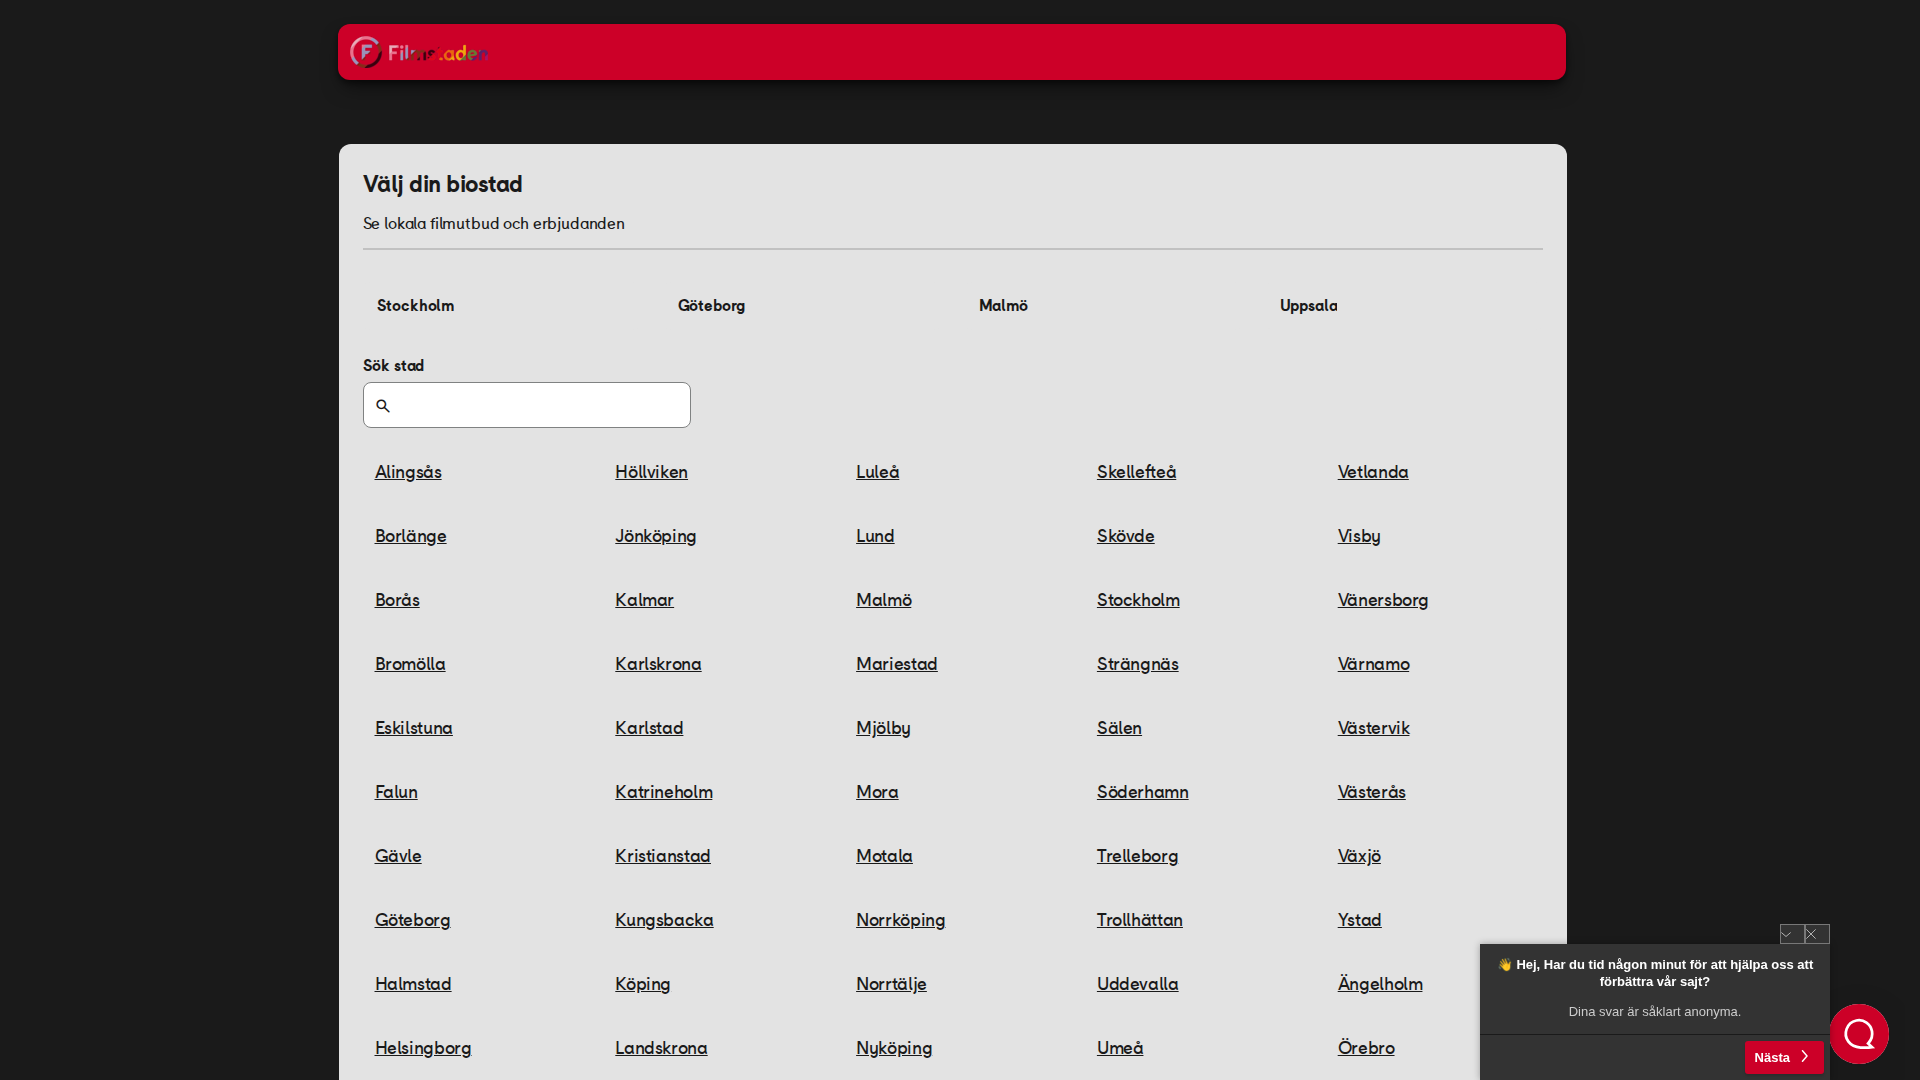 Filmstaden
Välj din biostad
Se lokala filmutbud och erbjudanden
Stockholm Göteborg Malmö Uppsala
Sök stad
Alingsås Höllviken Luleå Skellefteå Vetlanda
Borlänge Jönköping Lund Skövde Visby
Borås Kalmar Malmö Stockholm Vänersborg
Bromölla Karlskrona Mariestad Strängnäs Värnamo
Eskilstuna Karlstad Mjölby Sälen Västervik
Falun Katrineholm Mora Söderhamn Västerås
Gävle Kristianstad Motala Trelleborg Växjö
Göteborg Kungsbacka Norrköping Trollhättan Ystad
Halmstad Köping Norrtälje Uddevalla Ängelholm
Helsingborg Landskrona Nyköping Umeå Örebro
👋 Hej, Har du tid någon minut för att hjälpa oss att
förbättra vår sajt?
Dina svar är såklart anonyma.
Nästa